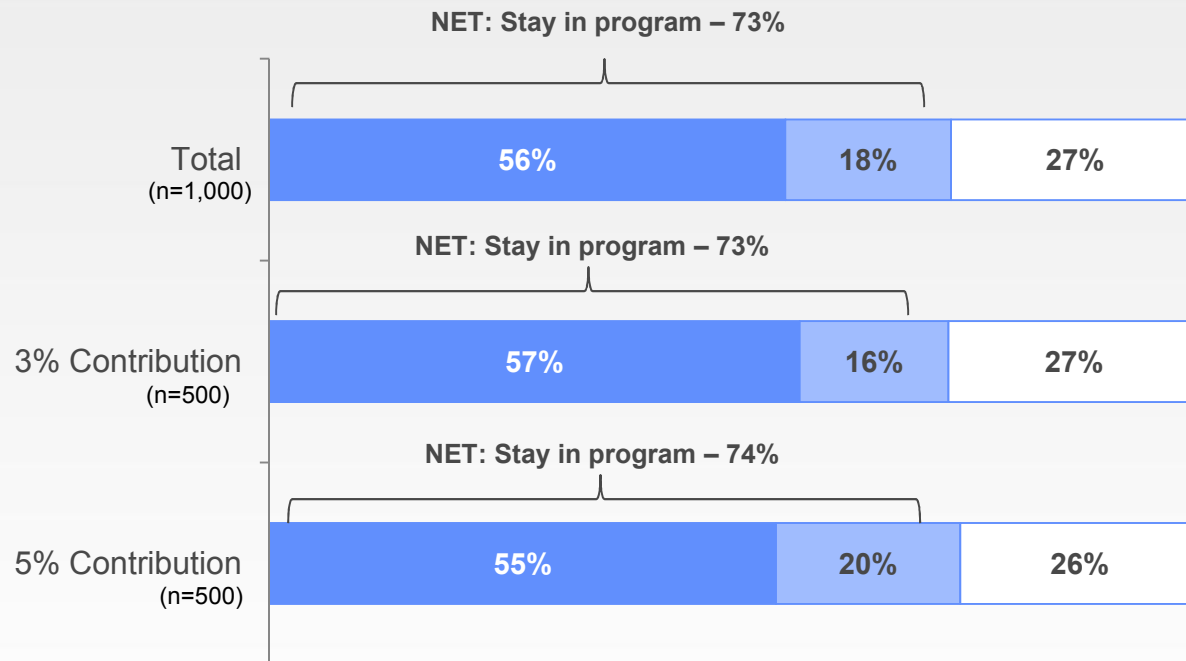 NET: Stay in program – 73%
Total
(n=1,000)
56%
18%
27%
NET: Stay in program – 73%
3% Contribution
(n=500)
57%
16%
27%
NET: Stay in program – 74%
5% Contribution
(n=500)
55%
20%
26%